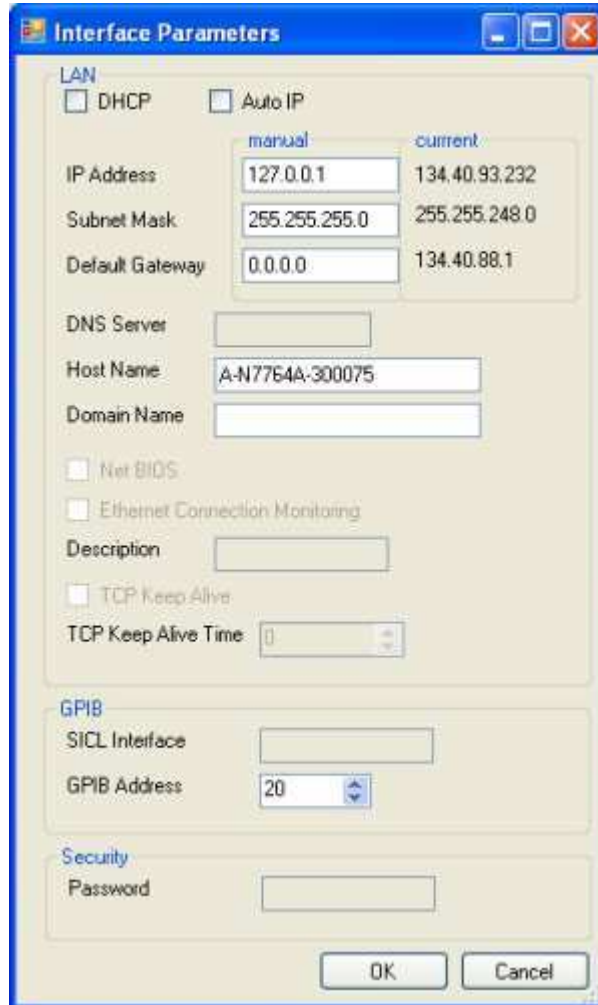 Interface Parameters
LAN
DHCP Auto IP
manual current
IP Address 127.0.0.1 134.40.93.232
Subnet Mask 255.255.255.0 255.255.248.0
Default Gateway 0.0.0.0 134.40.88.1
DNS Server
Host Name A-N7764A-300075
Domain Name
Net BIOS
Ethernet Connection Monitoring
Description
TCP Keep Alive
TCP Keep Alive Time 0
GPIB
SICL Interface
GPIB Address 20
Security
Password
OK Cancel